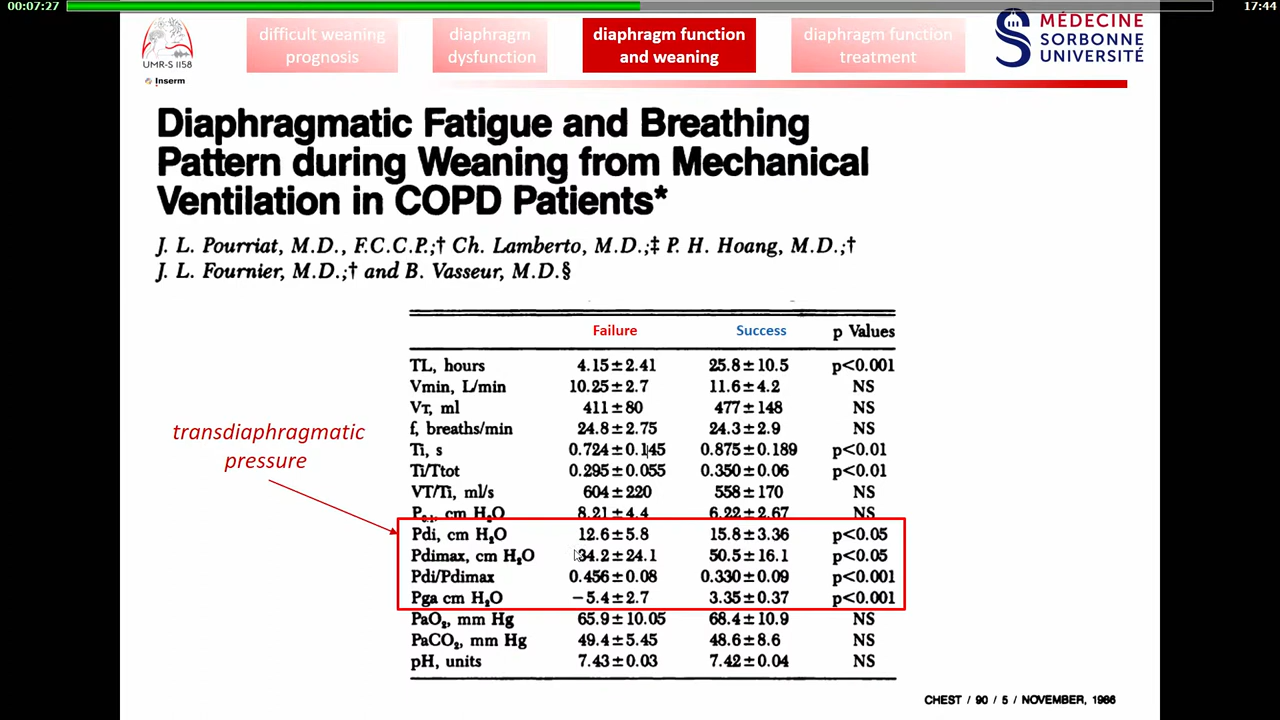 00:07:27
17:44
UMR-S 1158
Inserm
difficult weaning
prognosis
diaphragm
dysfunction
diaphragm function
and weaning
diaphragm function
treatment
MÉDECINE
SORBONNE
UNIVERSITÉ
Diaphragmatic Fatigue and Breathing
Pattern during Weaning from Mechanical
Ventilation in COPD Patients*
J. L. Pourriat, M.D., F.C.C.P.;† Ch. Lamberto, M.D.;‡ P. H. Hoang, M.D.;†
J. L. Fournier, M.D.;† and B. Vasseur, M.D.§
Failure Success p Values
TL, hours 4.15±2.41 25.8±10.5 p<0.001
Vmin, L/min 10.25±2.7 11.6±4.2 NS
VT, ml 411±80 477±148 NS
f, breaths/min 24.8±2.75 24.3±2.9 NS
Ti, s 0.724±0.145 0.875±0.189 p<0.01
Ti/Ttot 0.295±0.055 0.350±0.06 p<0.01
VT/Ti, ml/s 604±220 558±170 NS
P0.1, cm H2O 8.21±4.4 6.22±2.67 NS
transdiaphragmatic
pressure
Pdi, cm H2O 12.6±5.8 15.8±3.36 p<0.05
Pdimax, cm H2O 34.2±24.1 50.5±16.1 p<0.05
Pdi/Pdimax 0.456±0.08 0.330±0.09 p<0.001
Pga cm H2O −5.4±2.7 3.35±0.37 p<0.001
PaO2, mm Hg 65.9±10.05 68.4±10.9 NS
PaCO2, mm Hg 49.4±5.45 48.6±8.6 NS
pH, units 7.43±0.03 7.42±0.04 NS
CHEST / 90 / 5 / NOVEMBER, 1986